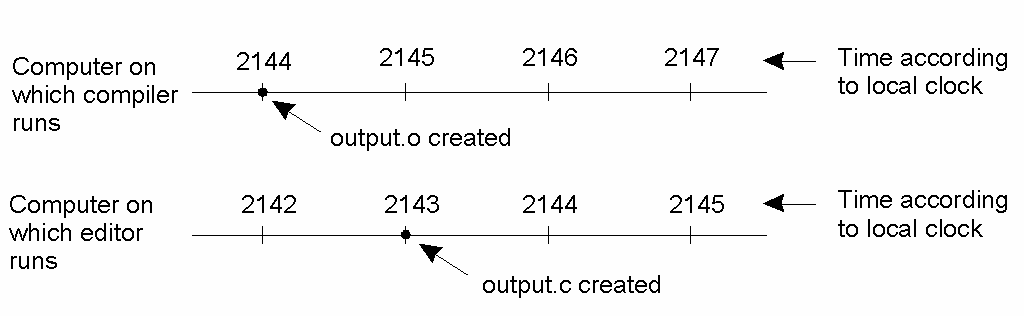 Computer on
which compiler
runs
2144 2145 2146 2147
Time according
to local clock
output.o created
Computer on
which editor
runs
2142 2143 2144 2145
Time according
to local clock
output.c created